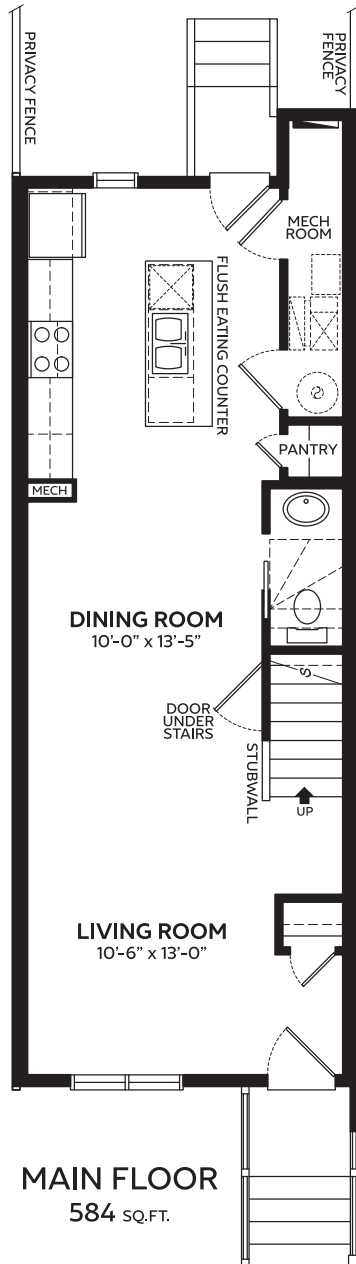 PRIVACY FENCE
PRIVACY
FENCE
MECH
ROOM
FLUSH EATING COUNTER
PANTRY
MECH
DINING ROOM
10'-0" x 13'-5"
S
DOOR
UNDER
STAIRS
STUBWALL
UP
LIVING ROOM
10'-6" x 13'-0"
MAIN FLOOR
584 SQ.FT.